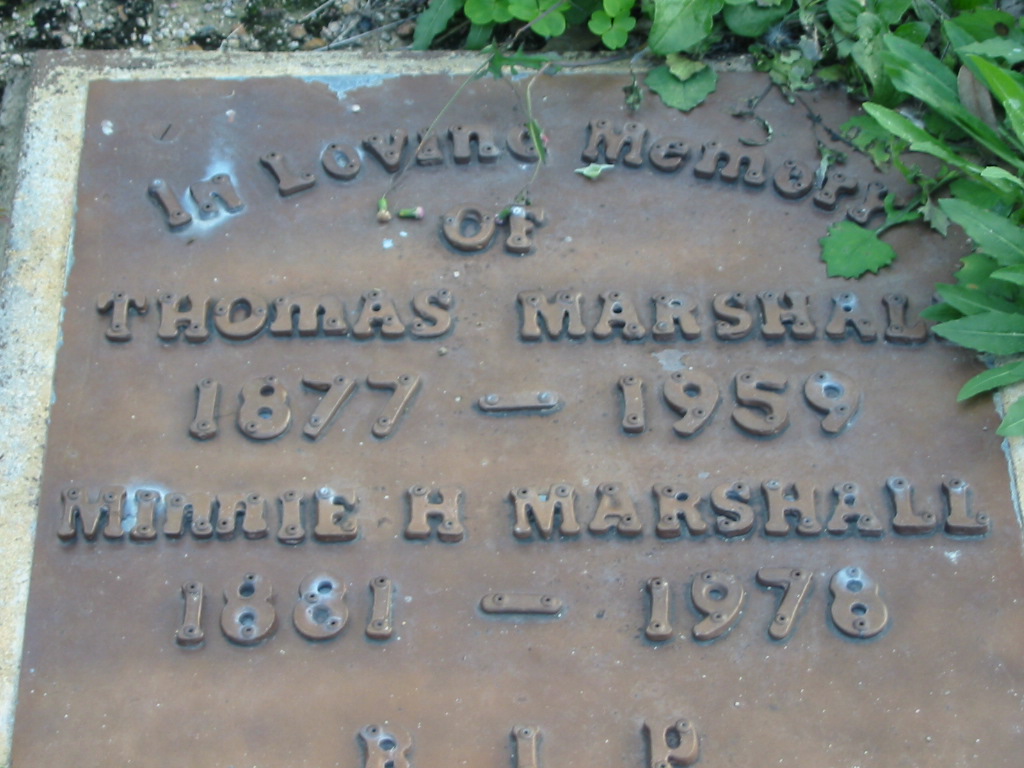 In Loving Memory
OF
THOMAS MARSHALL
1877 - 1959
MINNIE H MARSHALL
1881 - 1978
R I P